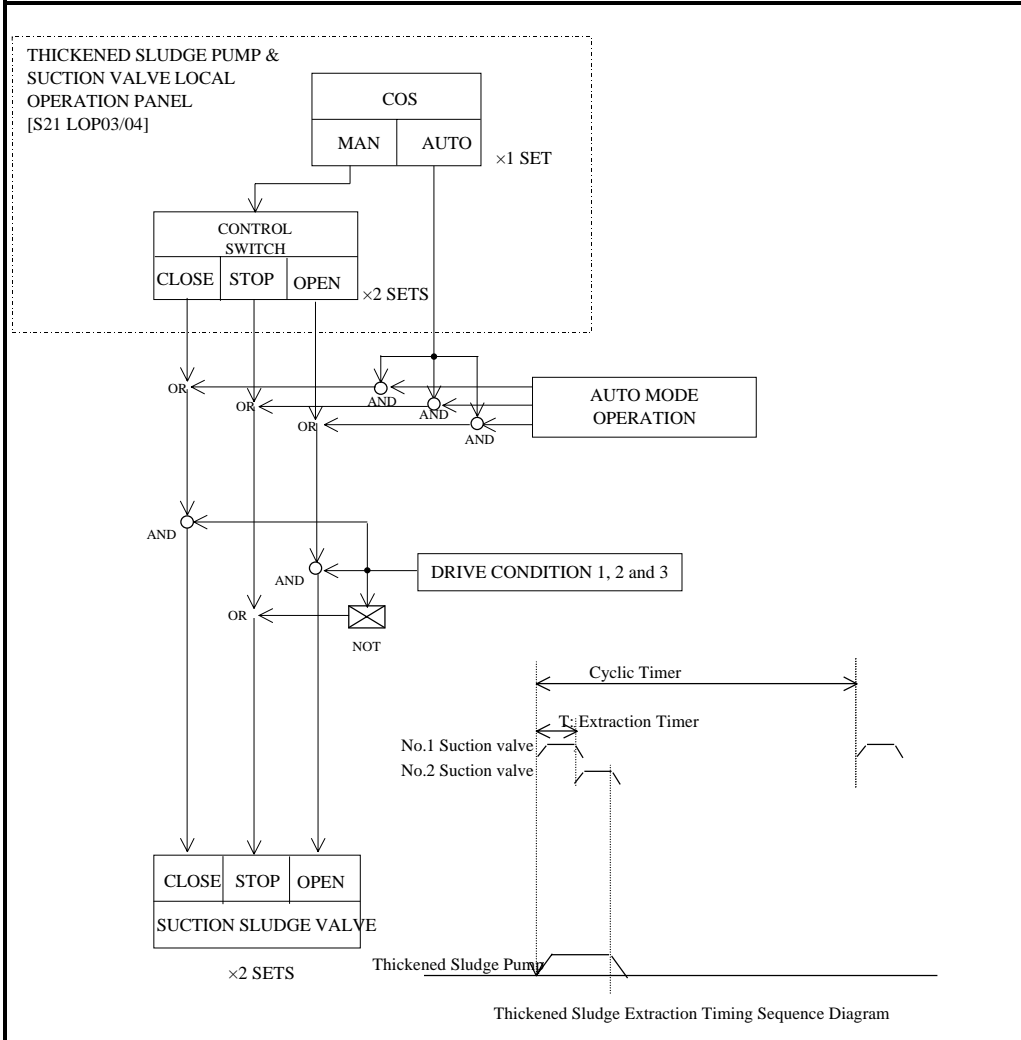 THICKENED SLUDGE PUMP &
SUCTION VALVE LOCAL
OPERATION PANEL
[S21 LOP03/04]
COS
MAN AUTO
×1 SET
CONTROL
SWITCH
CLOSE STOP OPEN
×2 SETS
OR AND
OR AND
OR AND
AUTO MODE
OPERATION
AND
AND
DRIVE CONDITION 1, 2 and 3
OR
NOT
Cyclic Timer
T: Extraction Timer
No.1 Suction valve
No.2 Suction valve
CLOSE STOP OPEN
SUCTION SLUDGE VALVE
×2 SETS
Thickened Sludge Pump
Thickened Sludge Extraction Timing Sequence Diagram